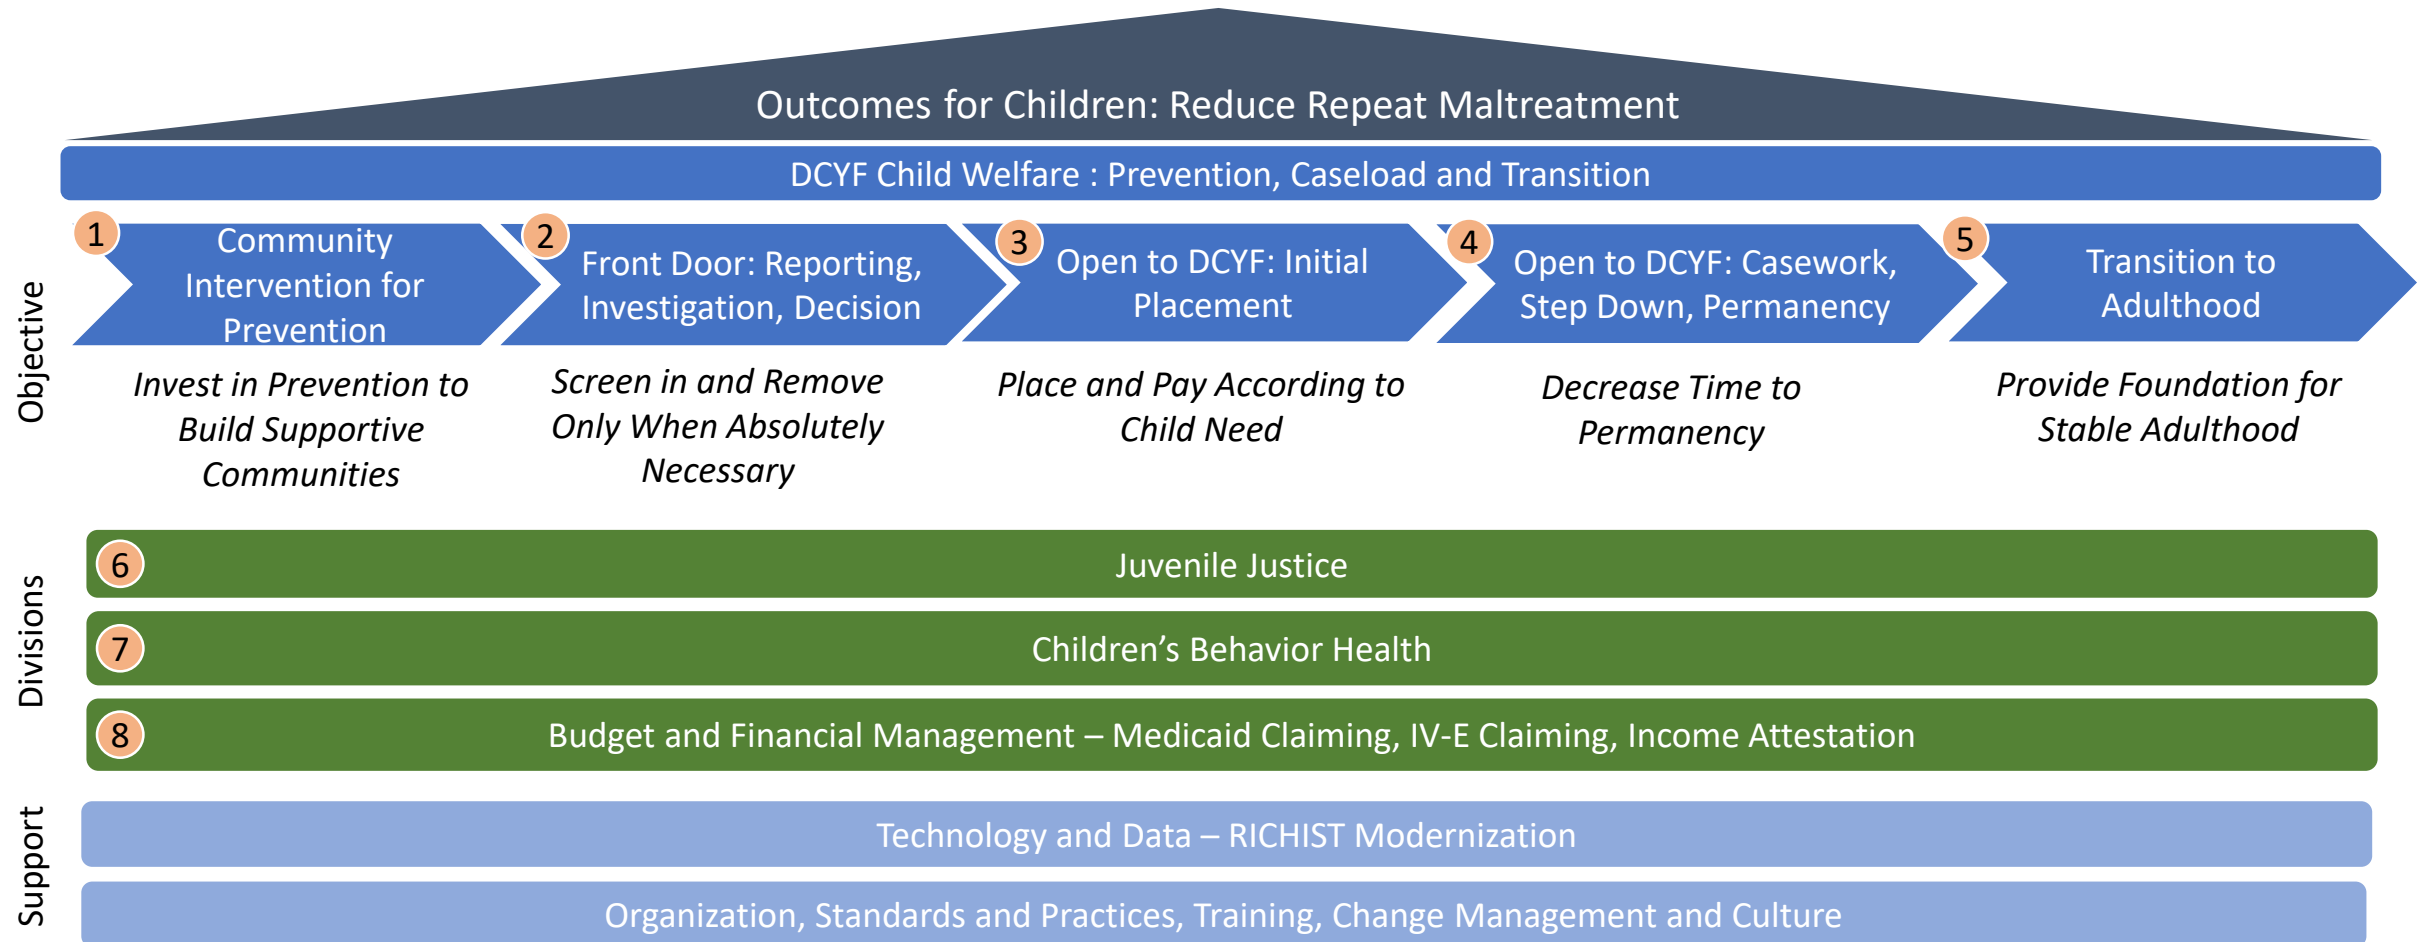 Outcomes for Children: Reduce Repeat Maltreatment
DCYF Child Welfare : Prevention, Caseload and Transition
Objective
1
Community
Intervention for
Prevention
2
Front Door: Reporting,
Investigation, Decision
3
Open to DCYF: Initial
Placement
4
Open to DCYF: Casework,
Step Down, Permanency
5
Transition to
Adulthood
Invest in Prevention to
Build Supportive
Communities
Screen in and Remove
Only When Absolutely
Necessary
Place and Pay According to
Child Need
Decrease Time to
Permanency
Provide Foundation for
Stable Adulthood
Divisions
6
Juvenile Justice
7
Children’s Behavior Health
8
Budget and Financial Management – Medicaid Claiming, IV-E Claiming, Income Attestation
Support
Technology and Data – RICHIST Modernization
Organization, Standards and Practices, Training, Change Management and Culture